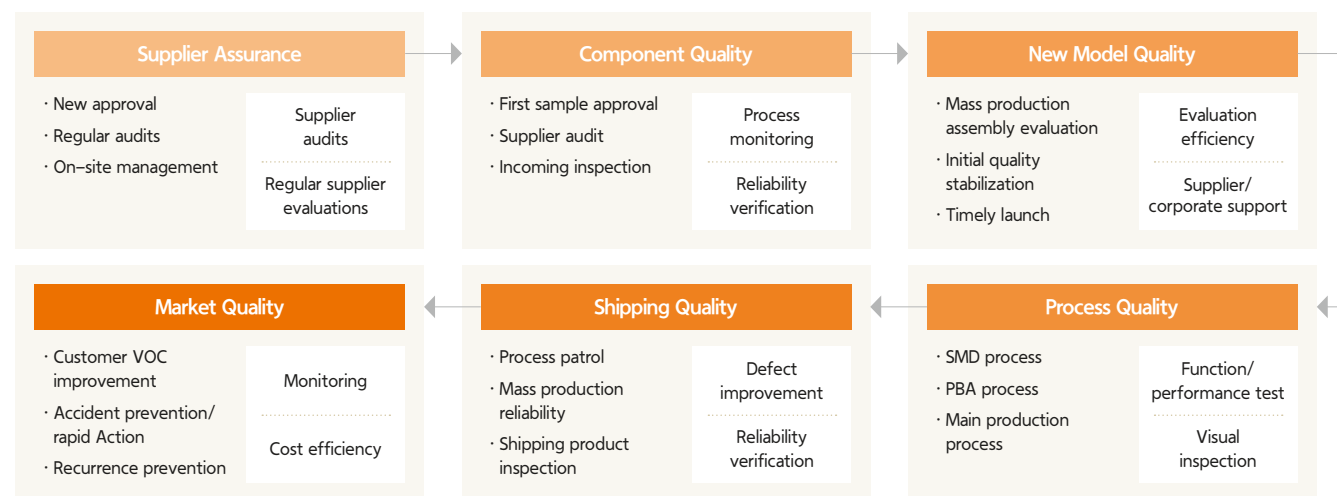 Supplier Assurance
· New approval
· Regular audits
· On–site management
Supplier
audits
Regular supplier
evaluations
Component Quality
· First sample approval
· Supplier audit
· Incoming inspection
Process
monitoring
Reliability
verification
New Model Quality
· Mass production
assembly evaluation
· Initial quality
stabilization
· Timely launch
Evaluation
efficiency
Supplier/
corporate support
Market Quality
· Customer VOC
improvement
· Accident prevention/
rapid Action
· Recurrence prevention
Monitoring
Cost efficiency
Shipping Quality
· Process patrol
· Mass production
reliability
· Shipping product
inspection
Defect
improvement
Reliability
verification
Process Quality
· SMD process
· PBA process
· Main production
process
Function/
performance test
Visual
inspection